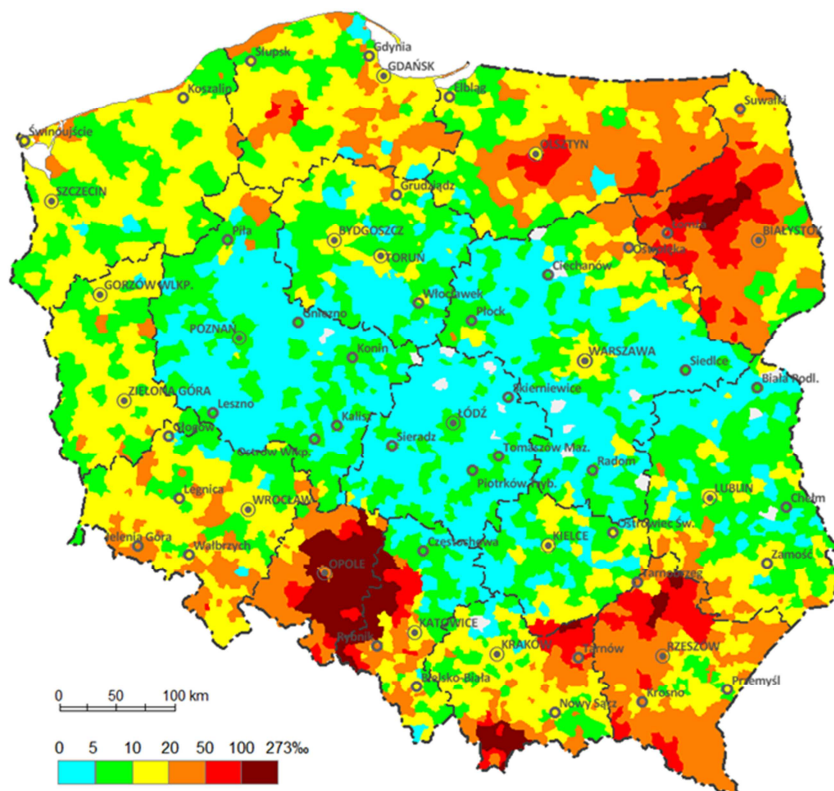 Słupsk
Gdynia
GDAŃSK
Koszalin
Elbląg
Suwałki
Świnoujście
OLSZTYN
SZCZECIN
Grudziądz
Piła
BYDGOSZCZ
TORUŃ
Ostrołęka
BIAŁYSTOK
Ciechanów
GORZÓW WLKP.
Włocławek
Gniezno
Płock
POZNAŃ
Konin
WARSZAWA
Siedlce
Biała Podl.
ZIELONA GÓRA
Leszno
Kalisz
Skierniewice
ŁÓDŹ
Głogów
Ostrów Wlkp.
Sieradz
Tomaszów Maz.
Piotrków Tryb.
Radom
Legnica
WROCŁAW
LUBLIN
Chełm
Jelenia Góra
Wałbrzych
Częstochowa
KIELCE
Ostrowiec Św.
OPOLE
Zamość
Tarnobrzeg
KATOWICE
Rybnik
KRAKÓW
Tarnów
RZESZÓW
Bielsko-Biała
Przemyśl
Krosno
Nowy Sącz
0 50 100 km
0 5 10 20 50 100 273‰